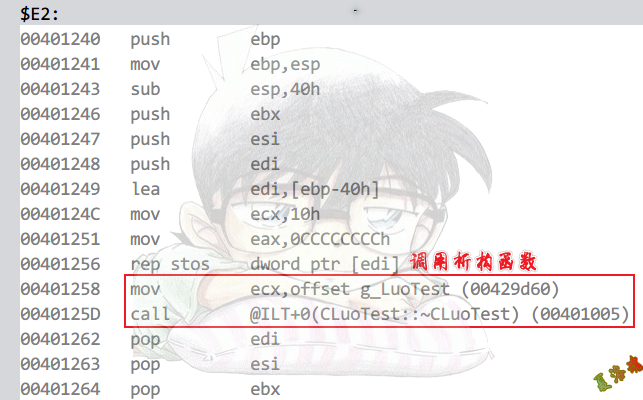 $E2:
00401240 push ebp
00401241 mov ebp,esp
00401243 sub esp,40h
00401246 push ebx
00401247 push esi
00401248 push edi
00401249 lea edi,[ebp-40h]
0040124C mov ecx,10h
00401251 mov eax,0CCCCCCCCh
00401256 rep stos dword ptr [edi] 调用析构函数
00401258 mov ecx,offset g_LuoTest (00429d60)
0040125D call @ILT+0(CLuoTest::~CLuoTest) (00401005)
00401262 pop edi
00401263 pop esi
00401264 pop ebx